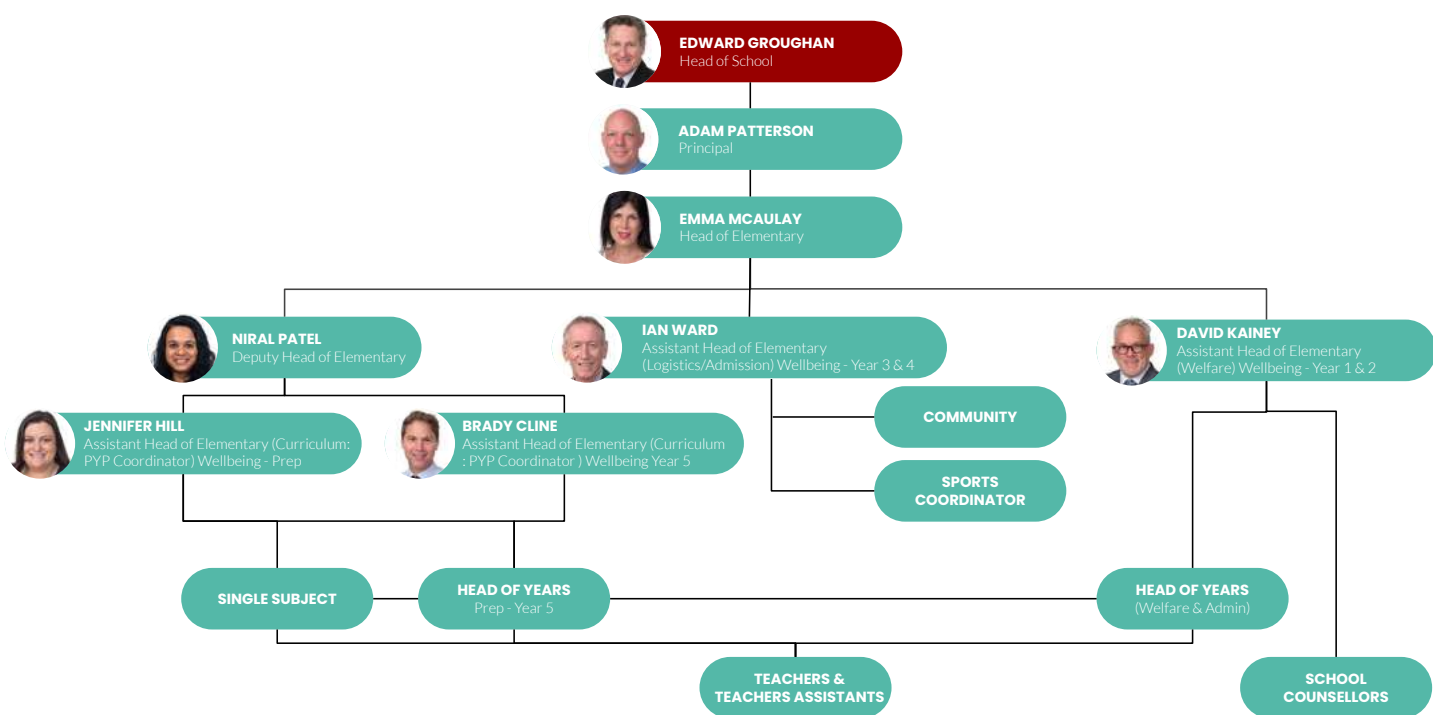 EDWARD GROUGHAN
Head of School
ADAM PATTERSON
Principal
EMMA MCAULAY
Head of Elementary
NIRAL PATEL
Deputy Head of Elementary
IAN WARD
Assistant Head of Elementary
(Logistics/Admission) Wellbeing - Year 3 & 4
DAVID KAINEY
Assistant Head of Elementary
(Welfare) Wellbeing - Year 1 & 2
JENNIFER HILL
Assistant Head of Elementary (Curriculum:
PYP Coordinator) Wellbeing - Prep
BRADY CLINE
Assistant Head of Elementary (Curriculum
: PYP Coordinator ) Wellbeing Year 5
COMMUNITY
SPORTS
COORDINATOR
SINGLE SUBJECT
HEAD OF YEARS
Prep - Year 5
HEAD OF YEARS
(Welfare & Admin)
TEACHERS &
TEACHERS ASSISTANTS
SCHOOL
COUNSELLORS